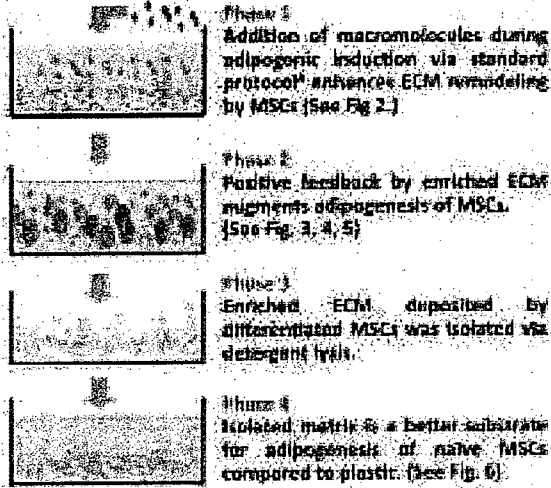 Phase 1
Addition of macromolecules during
adipogenic induction via standard
protocol* enhances ECM remodeling
by MSCs (See Fig 2.)
Phase 2
Positive feedback by enriched ECM
augments adipogenesis of MSCs.
(See Fig. 3, 4, 5)
Phase 3
Enriched ECM deposited by
differentiated MSCs was isolated via
detergent lysis.
Phase 4
Isolated matrix is a better substrate
for adipogenesis of naïve MSCs
compared to plastic. (See Fig. 6)